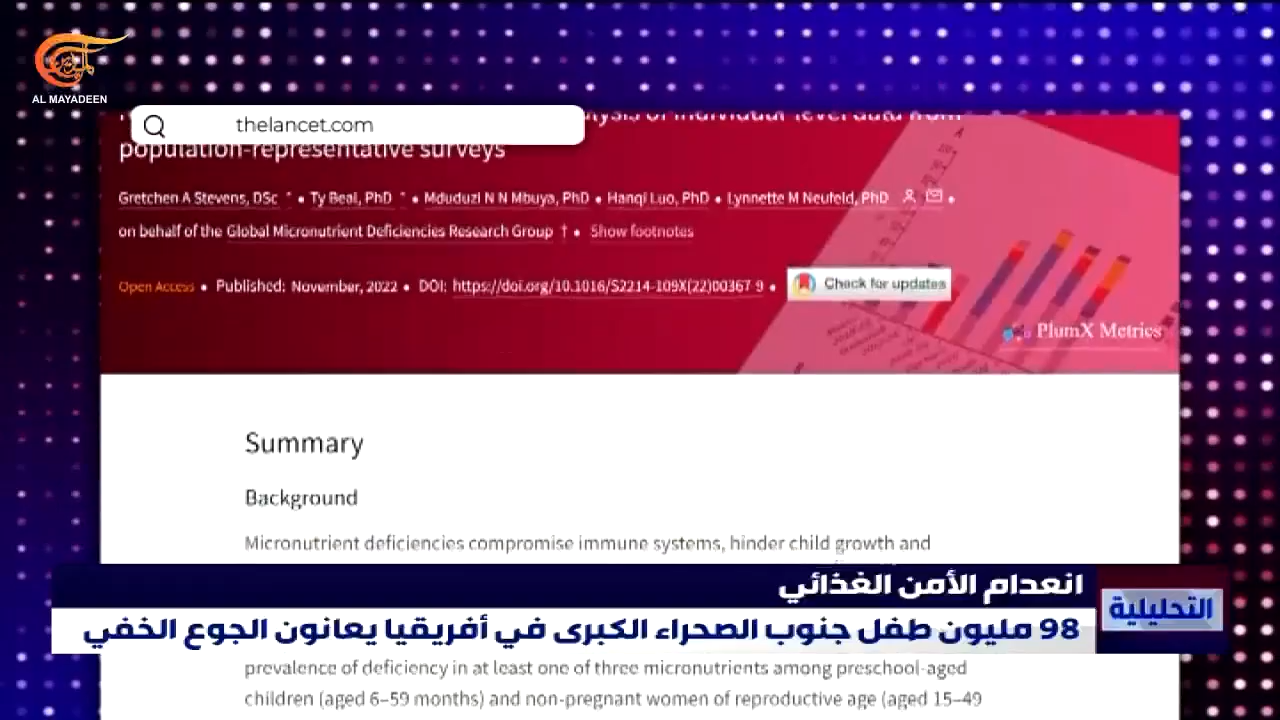 AL MAYADEEN
thelancet.com
population-representative surveys
Gretchen A Stevens, DSc * • Ty Beal, PhD * • Mduduzi N N Mbuya, PhD • Hanqi Luo, PhD • Lynnette M Neufeld, PhD •
on behalf of the Global Micronutrient Deficiencies Research Group † • Show footnotes
Open Access • Published: November, 2022 • DOI: https://doi.org/10.1016/S2214-109X(22)00367-9 •
Check for updates
PlumX Metrics
Summary
Background
Micronutrient deficiencies compromise immune systems, hinder child growth and
انعدام الأمن الغذائي
التحليلية
98 مليون طفل جنوب الصحراء الكبرى في أفريقيا يعانون الجوع الخفي
prevalence of deficiency in at least one of three micronutrients among preschool-aged
children (aged 6–59 months) and non-pregnant women of reproductive age (aged 15–49